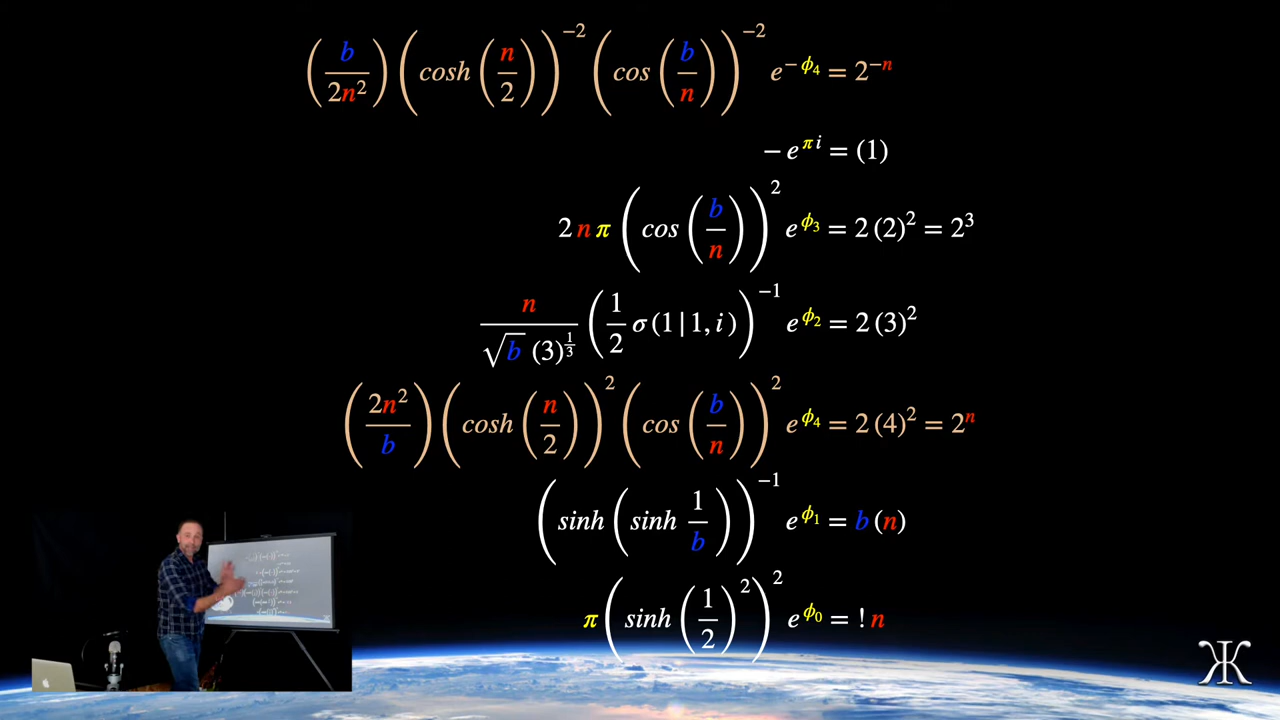 (b/2n²) (cosh (n/2))⁻² (cos (b/n))⁻² e^(−ϕ₄) = 2⁻ⁿ
− e^(π i) = (1)
2 n π (cos (b/n))² e^(ϕ₃) = 2 (2)² = 2³
n/(√b (3)^(1/3)) (1/2 σ (1 | 1, i))⁻¹ e^(ϕ₂) = 2 (3)²
(2n²/b) (cosh (n/2))² (cos (b/n))² e^(ϕ₄) = 2 (4)² = 2ⁿ
(sinh (sinh 1/b))⁻¹ e^(ϕ₁) = b (n)
π (sinh (1/2)²)² e^(ϕ₀) = ! n